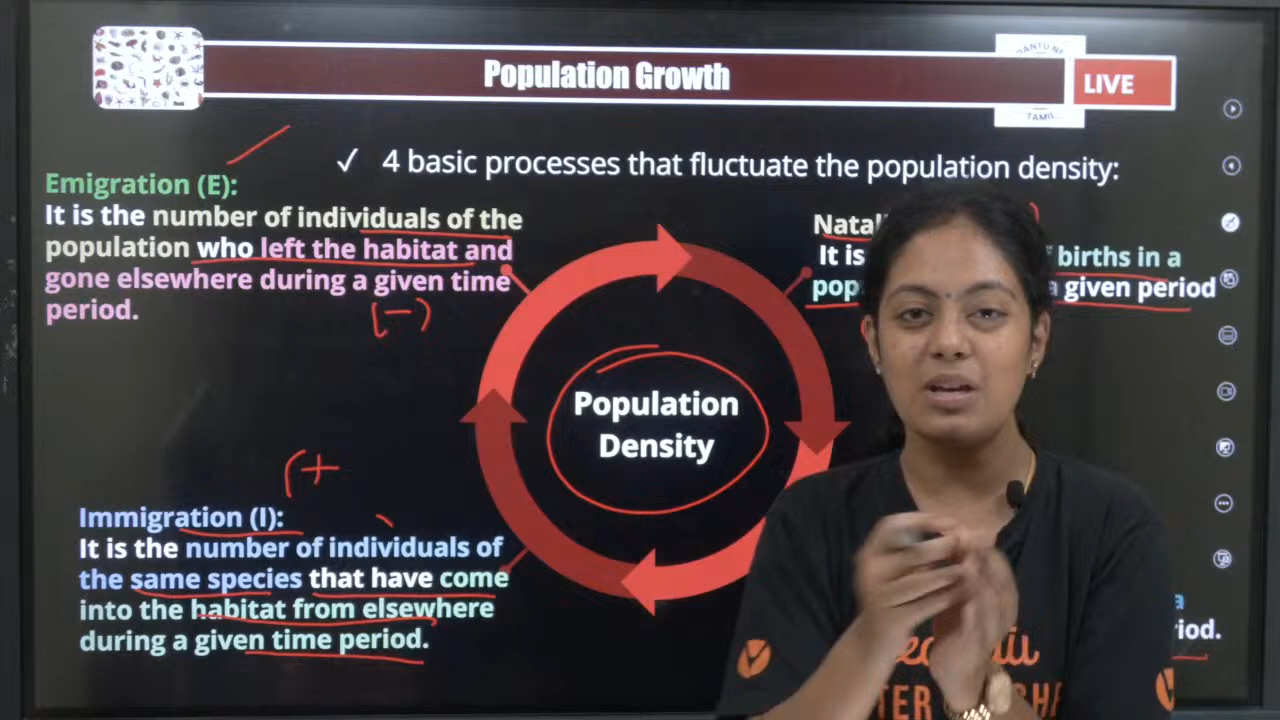 Population Growth
LIVE
TAMIL
✓ 4 basic processes that fluctuate the population density:
Emigration (E):
It is the number of individuals of the
population who left the habitat and
gone elsewhere during a given time
period.
(-)
It is births in a
given period
Population
Density
(+
Immigration (I):
It is the number of individuals of
the same species that have come
into the habitat from elsewhere
during a given time period.
a